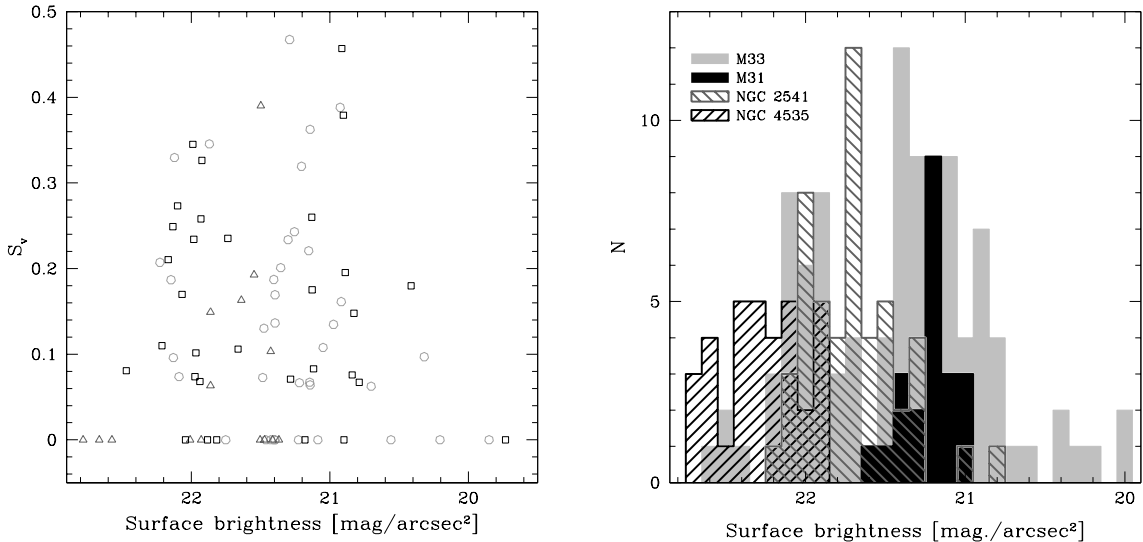 0.5
0.4
0.3
0.2
0.1
0
S_v
22
21
20
Surface brightness [mag/arcsec²]
M33
M31
NGC 2541
NGC 4535
10
5
0
N
22
21
20
Surface brightness [mag./arcsec²]